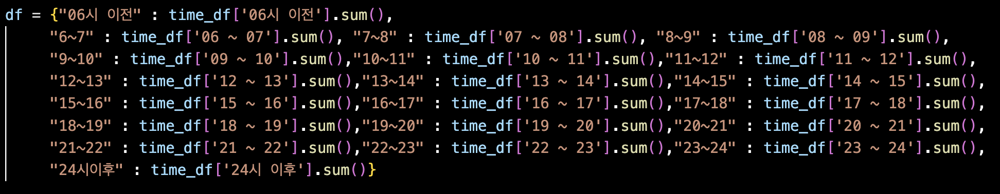 df = {"06시 이전" : time_df['06시 이전'].sum(),
"6~7" : time_df['06 ~ 07'].sum(), "7~8" : time_df['07 ~ 08'].sum(), "8~9" : time_df['08 ~ 09'].sum(),
"9~10" : time_df['09 ~ 10'].sum(),"10~11" : time_df['10 ~ 11'].sum(),"11~12" : time_df['11 ~ 12'].sum(),
"12~13" : time_df['12 ~ 13'].sum(),"13~14" : time_df['13 ~ 14'].sum(),"14~15" : time_df['14 ~ 15'].sum(),
"15~16" : time_df['15 ~ 16'].sum(),"16~17" : time_df['16 ~ 17'].sum(),"17~18" : time_df['17 ~ 18'].sum(),
"18~19" : time_df['18 ~ 19'].sum(),"19~20" : time_df['19 ~ 20'].sum(),"20~21" : time_df['20 ~ 21'].sum(),
"21~22" : time_df['21 ~ 22'].sum(),"22~23" : time_df['22 ~ 23'].sum(),"23~24" : time_df['23 ~ 24'].sum(),
"24시이후" : time_df['24시 이후'].sum()}